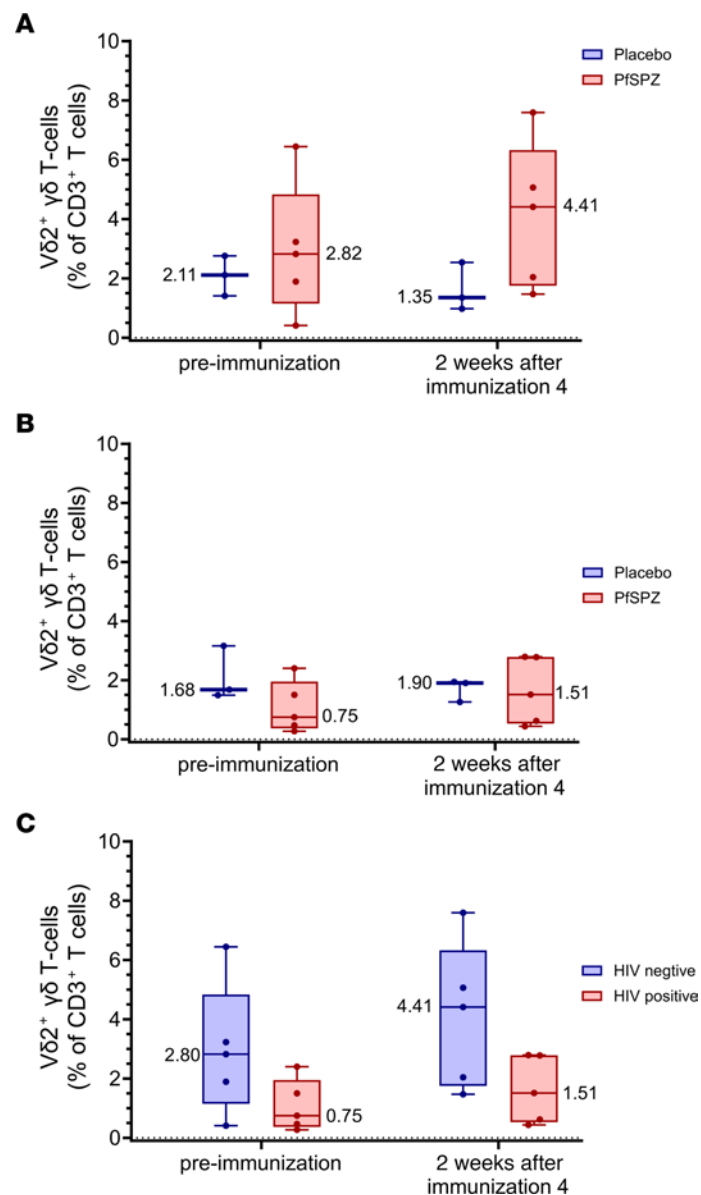 A
Vδ2⁺ γδ T-cells
(% of CD3⁺ T cells)
10
8
6
4
2
0
Placebo
PfSPZ
2.11
2.82
1.35
4.41
pre-immunization
2 weeks after
immunization 4
B
Vδ2⁺ γδ T-cells
(% of CD3⁺ T cells)
10
8
6
4
2
0
Placebo
PfSPZ
1.68
0.75
1.90
1.51
pre-immunization
2 weeks after
immunization 4
C
Vδ2⁺ γδ T-cells
(% of CD3⁺ T cells)
10
8
6
4
2
0
HIV negtive
HIV positive
2.80
0.75
4.41
1.51
pre-immunization
2 weeks after
immunization 4